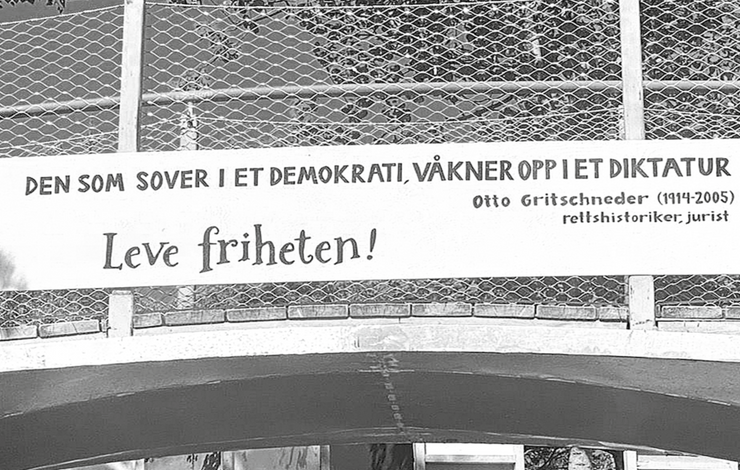 DEN SOM SOVER I ET DEMOKRATI, VÅKNER OPP I ET DIKTATUR
Otto Gritschneder (1914-2005)
rettshistoriker, jurist
Leve friheten!